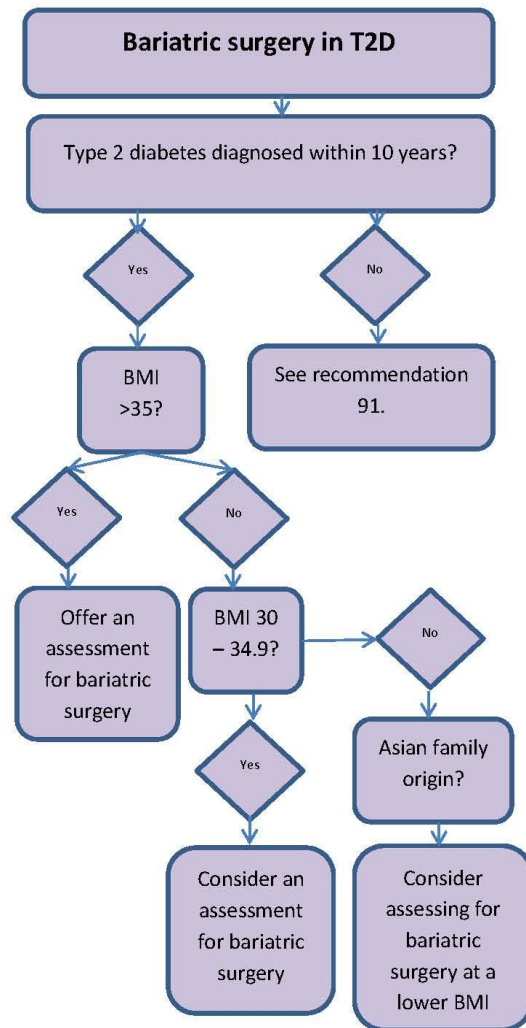 Bariatric surgery in T2D
Type 2 diabetes diagnosed within 10 years?
Yes
No
BMI
>35?
See recommendation
91.
Yes
No
Offer an
assessment
for bariatric
surgery
BMI 30
– 34.9?
No
Yes
Asian family
origin?
Consider an
assessment
for bariatric
surgery
Consider
assessing for
bariatric
surgery at a
lower BMI